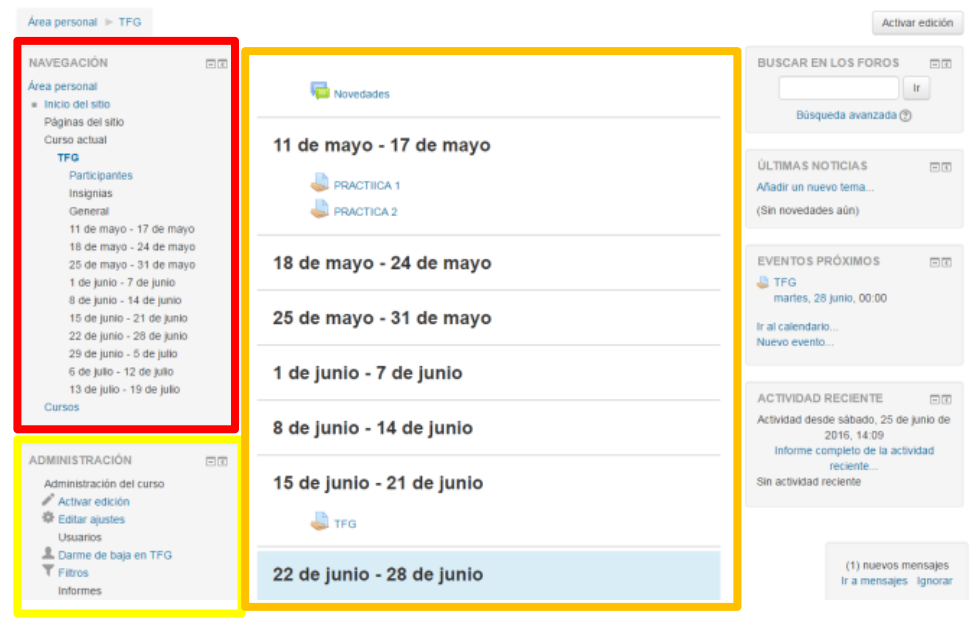 Área personal ► TFG
Activar edición
NAVEGACIÓN
Área personal
Inicio del sitio
Páginas del sitio
Curso actual
TFG
Participantes
Insignias
General
11 de mayo - 17 de mayo
18 de mayo - 24 de mayo
25 de mayo - 31 de mayo
1 de junio - 7 de junio
8 de junio - 14 de junio
15 de junio - 21 de junio
22 de junio - 28 de junio
29 de junio - 5 de julio
6 de julio - 12 de julio
13 de julio - 19 de julio
Cursos
ADMINISTRACIÓN
Administración del curso
Activar edición
Editar ajustes
Usuarios
Darme de baja en TFG
Filtros
Informes
Novedades
11 de mayo - 17 de mayo
PRACTIICA 1
PRACTICA 2
18 de mayo - 24 de mayo
25 de mayo - 31 de mayo
1 de junio - 7 de junio
8 de junio - 14 de junio
15 de junio - 21 de junio
TFG
22 de junio - 28 de junio
BUSCAR EN LOS FOROS
Ir
Búsqueda avanzada ?
ÚLTIMAS NOTICIAS
Añadir un nuevo tema...
(Sin novedades aún)
EVENTOS PRÓXIMOS
TFG
martes, 28 junio, 00:00
Ir al calendario...
Nuevo evento...
ACTIVIDAD RECIENTE
Actividad desde sábado, 25 de junio de
2016, 14:09
Informe completo de la actividad
reciente...
Sin actividad reciente
(1) nuevos mensajes
Ir a mensajes Ignorar